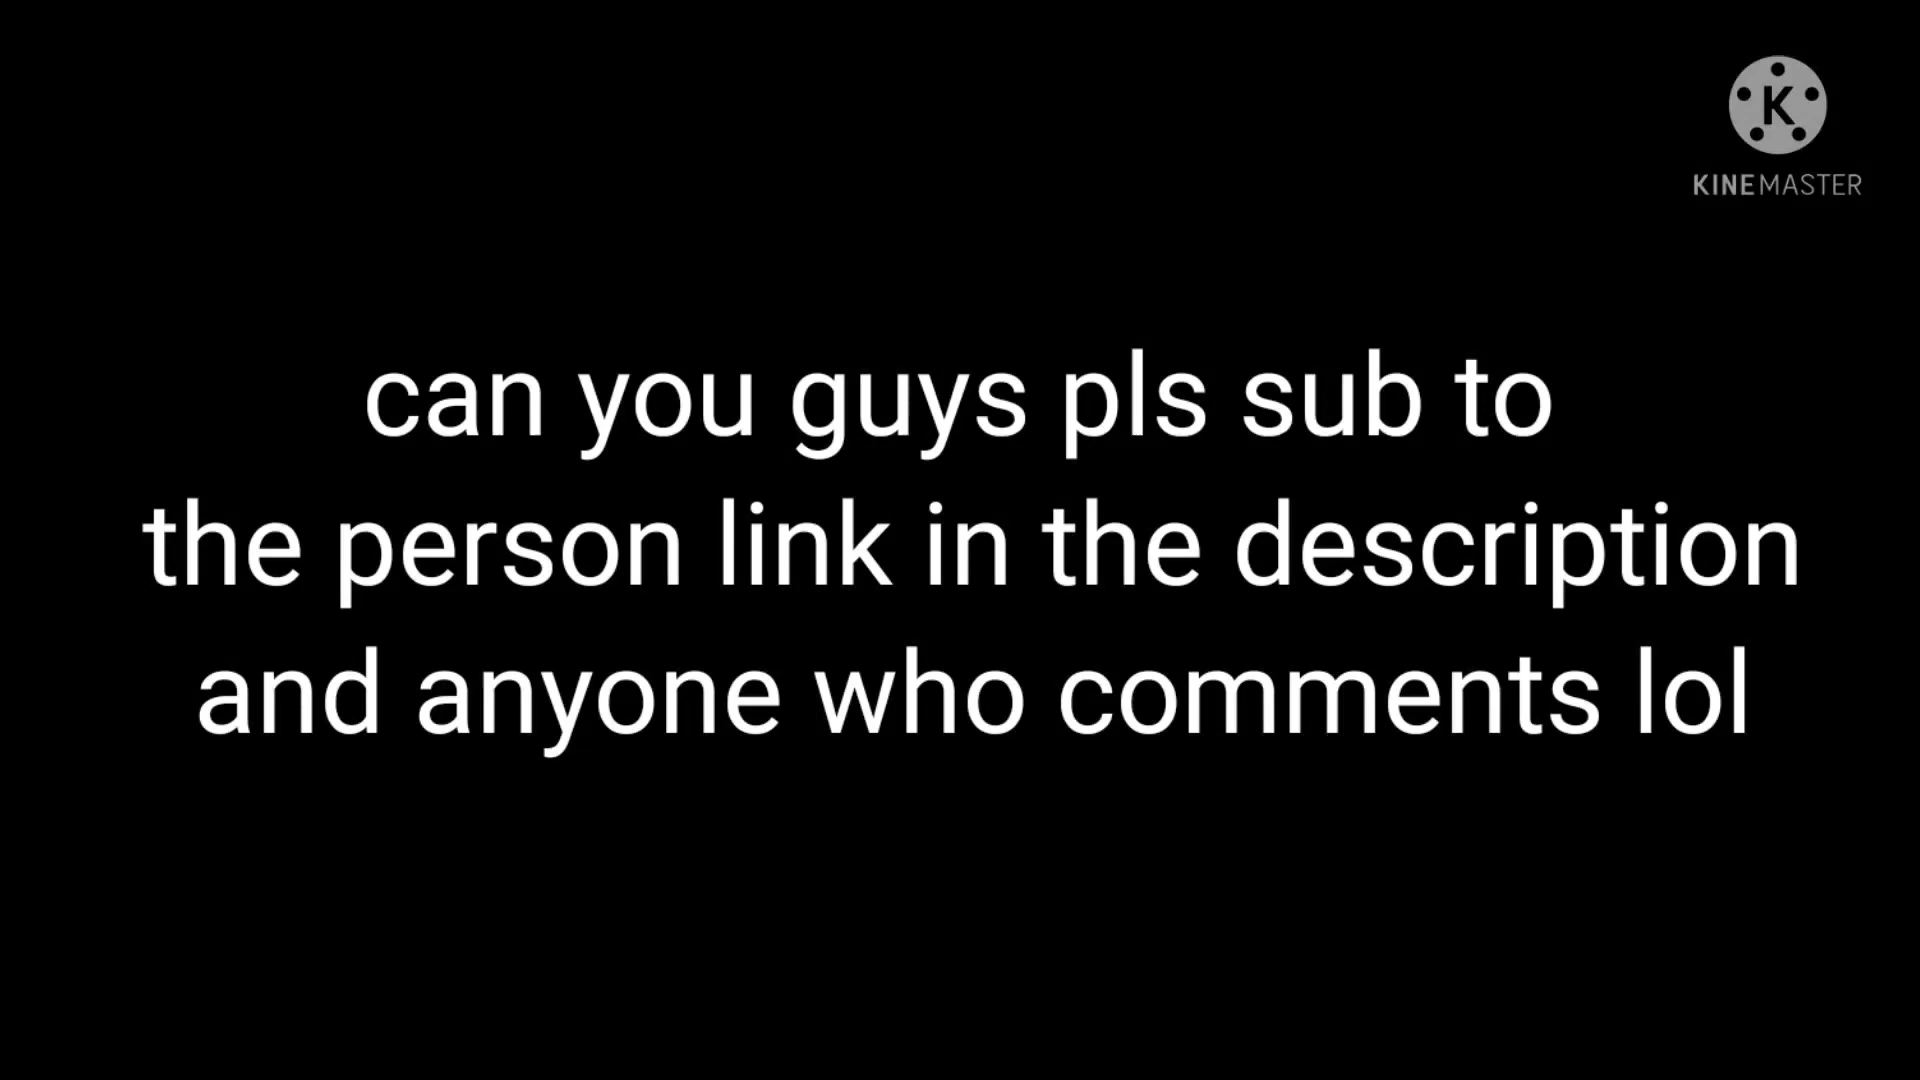 K
KINEMASTER
can you guys pls sub to
the person link in the description
and anyone who comments lol